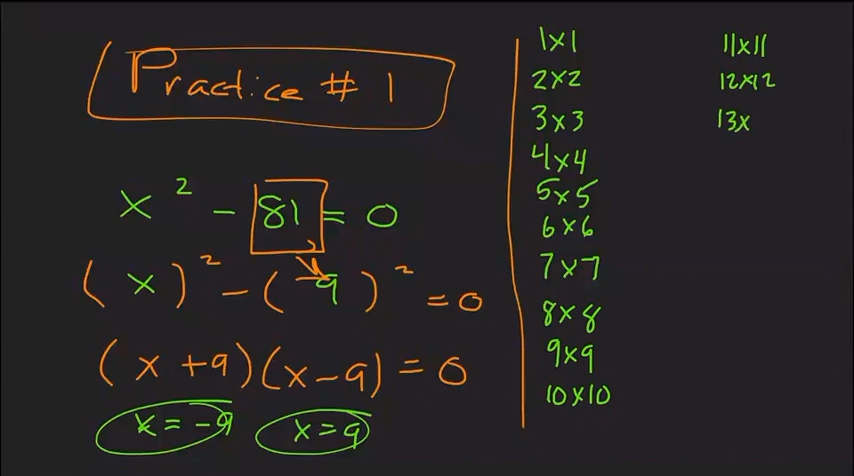 Practice # 1
x² - 81 = 0
(x)² - (9)² = 0
(x+9)(x-9) = 0
x = -9
x = 9
1x1
2x2
3x3
4x4
5x5
6x6
7x7
8x8
9x9
10x10
11x11
12x12
13x